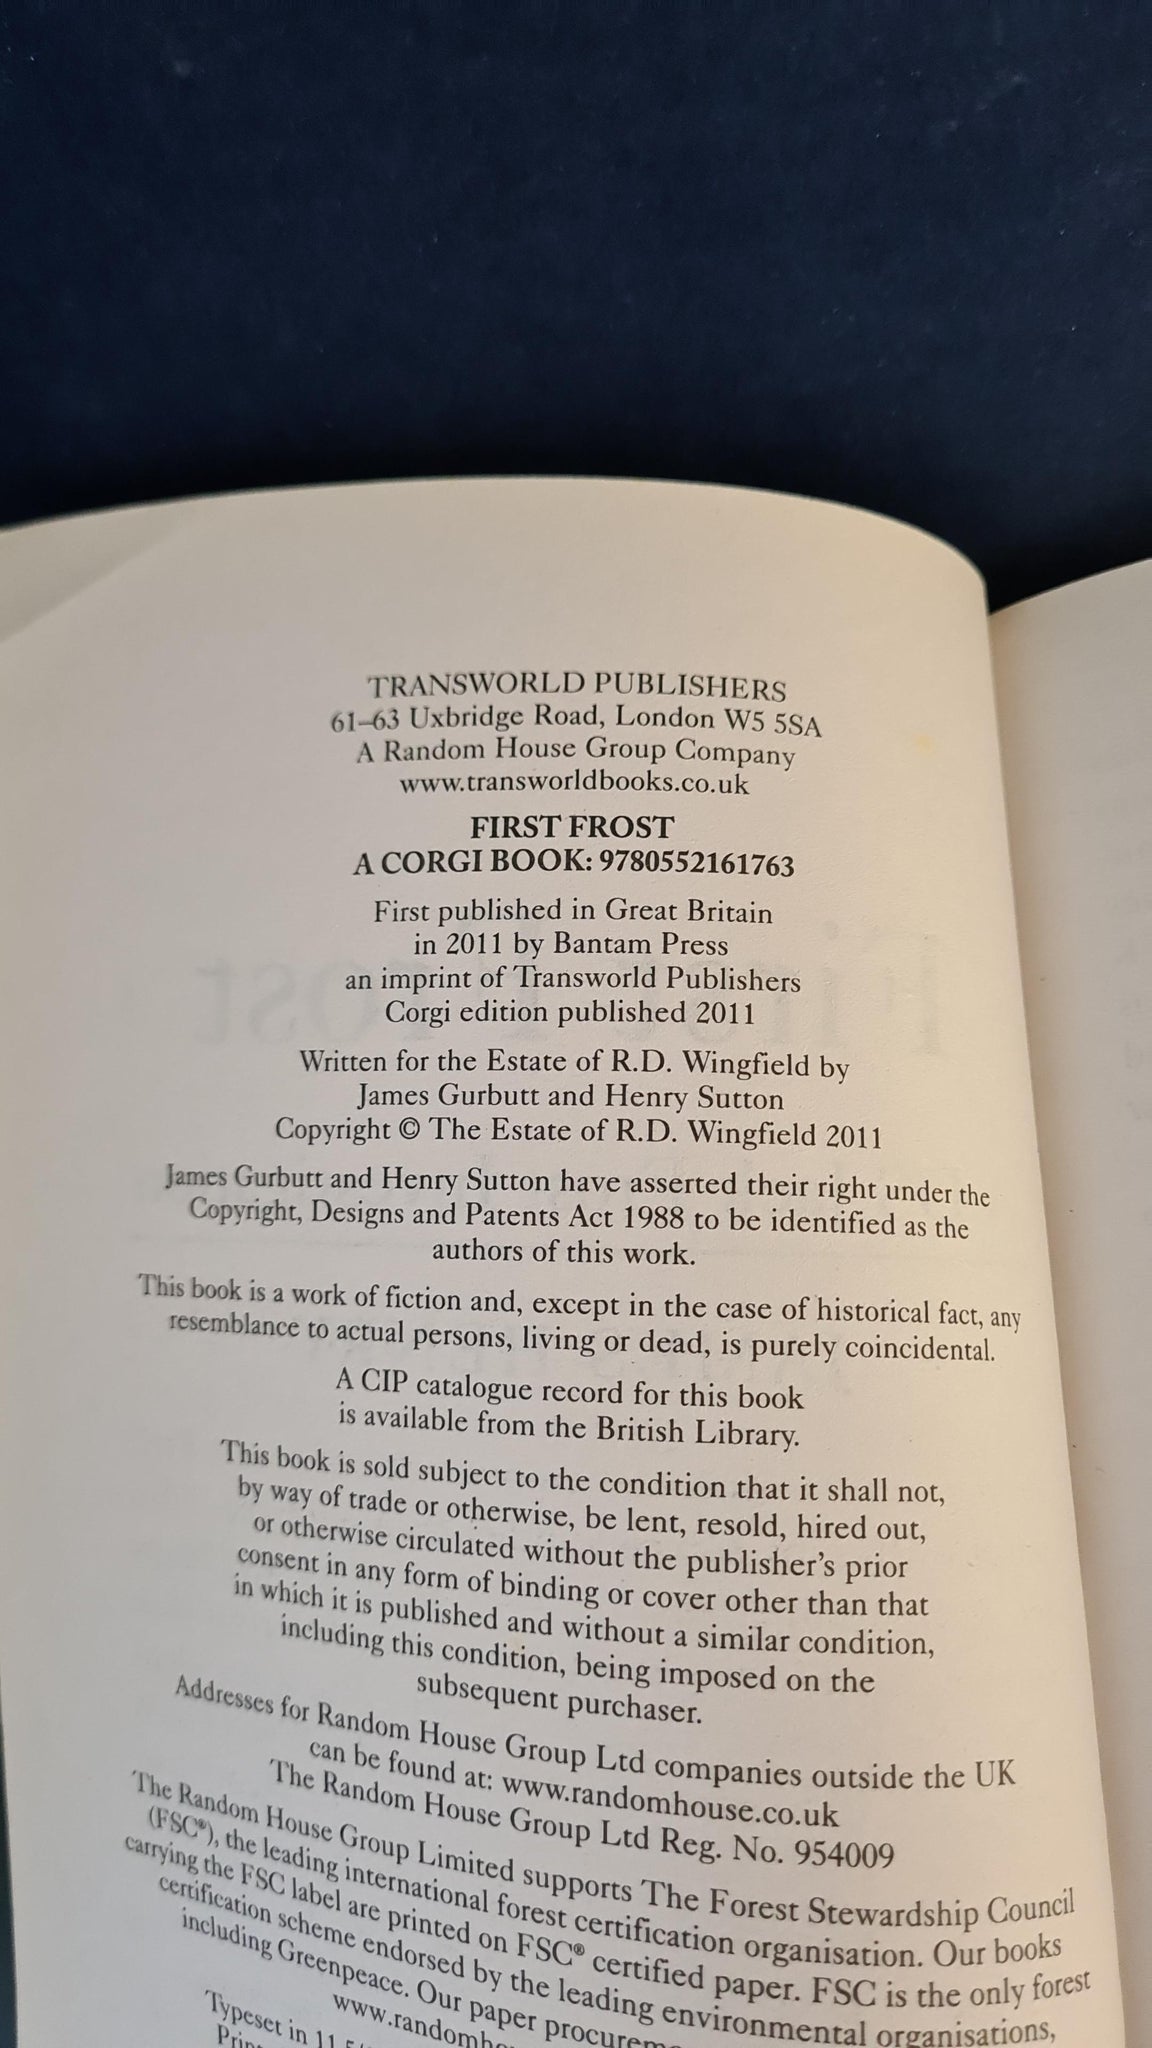 TRANSWORLD PUBLISHERS
61–63 Uxbridge Road, London W5 5SA
A Random House Group Company
www.transworldbooks.co.uk
FIRST FROST
A CORGI BOOK: 9780552161763
First published in Great Britain
in 2011 by Bantam Press
an imprint of Transworld Publishers
Corgi edition published 2011
Written for the Estate of R.D. Wingfield by
James Gurbutt and Henry Sutton
Copyright © The Estate of R.D. Wingfield 2011
James Gurbutt and Henry Sutton have asserted their right under the
Copyright, Designs and Patents Act 1988 to be identified as the
authors of this work.
This book is a work of fiction and, except in the case of historical fact, any
resemblance to actual persons, living or dead, is purely coincidental.
A CIP catalogue record for this book
is available from the British Library.
This book is sold subject to the condition that it shall not,
by way of trade or otherwise, be lent, resold, hired out,
or otherwise circulated without the publisher's prior
consent in any form of binding or cover other than that
in which it is published and without a similar condition,
including this condition, being imposed on the
subsequent purchaser.
Addresses for Random House Group Ltd companies outside the UK
can be found at: www.randomhouse.co.uk
The Random House Group Ltd Reg. No. 954009
The Random House Group Limited supports The Forest Stewardship Council
(FSC®), the leading international forest certification organisation. Our books
carrying the FSC label are printed on FSC® certified paper. FSC is the only forest
certification scheme endorsed by the leading environmental organisations,
including Greenpeace. Our paper
Typeset in